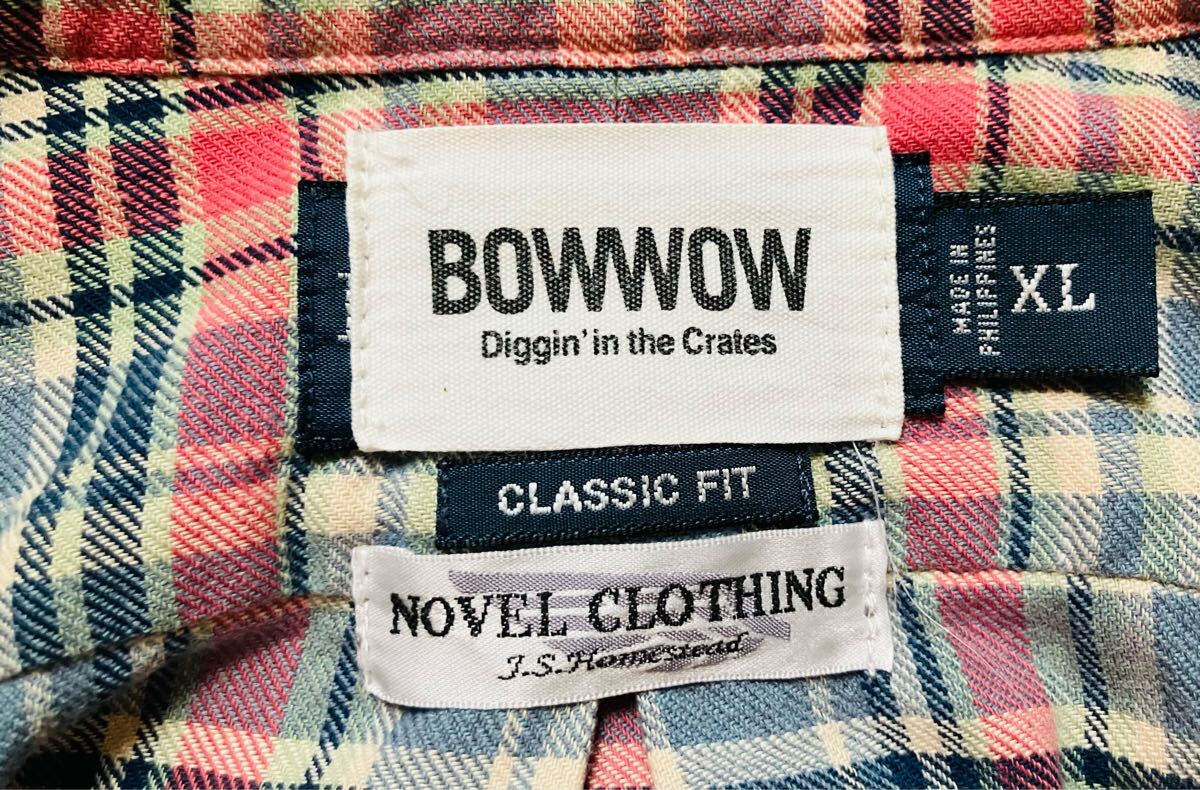 BOWWOW
Diggin' in the Crates
MADE IN
PHILIPPINES
XL
CLASSIC FIT
NOVEL CLOTHING
J.S.Homestead